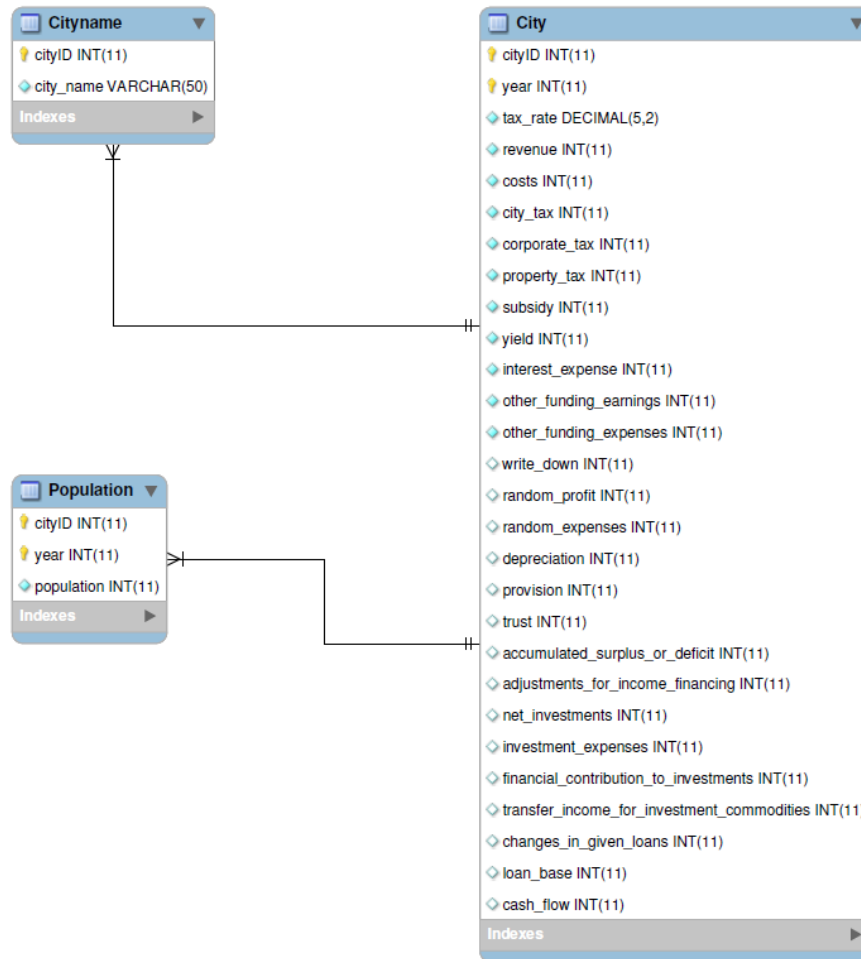 Cityname
cityID INT(11)
city_name VARCHAR(50)
Indexes
Population
cityID INT(11)
year INT(11)
population INT(11)
Indexes
City
cityID INT(11)
year INT(11)
tax_rate DECIMAL(5,2)
revenue INT(11)
costs INT(11)
city_tax INT(11)
corporate_tax INT(11)
property_tax INT(11)
subsidy INT(11)
yield INT(11)
interest_expense INT(11)
other_funding_earnings INT(11)
other_funding_expenses INT(11)
write_down INT(11)
random_profit INT(11)
random_expenses INT(11)
depreciation INT(11)
provision INT(11)
trust INT(11)
accumulated_surplus_or_deficit INT(11)
adjustments_for_income_financing INT(11)
net_investments INT(11)
investment_expenses INT(11)
financial_contribution_to_investments INT(11)
transfer_income_for_investment_commodities INT(11
changes_in_given_loans INT(11)
loan_base INT(11)
cash_flow INT(11)
Indexes